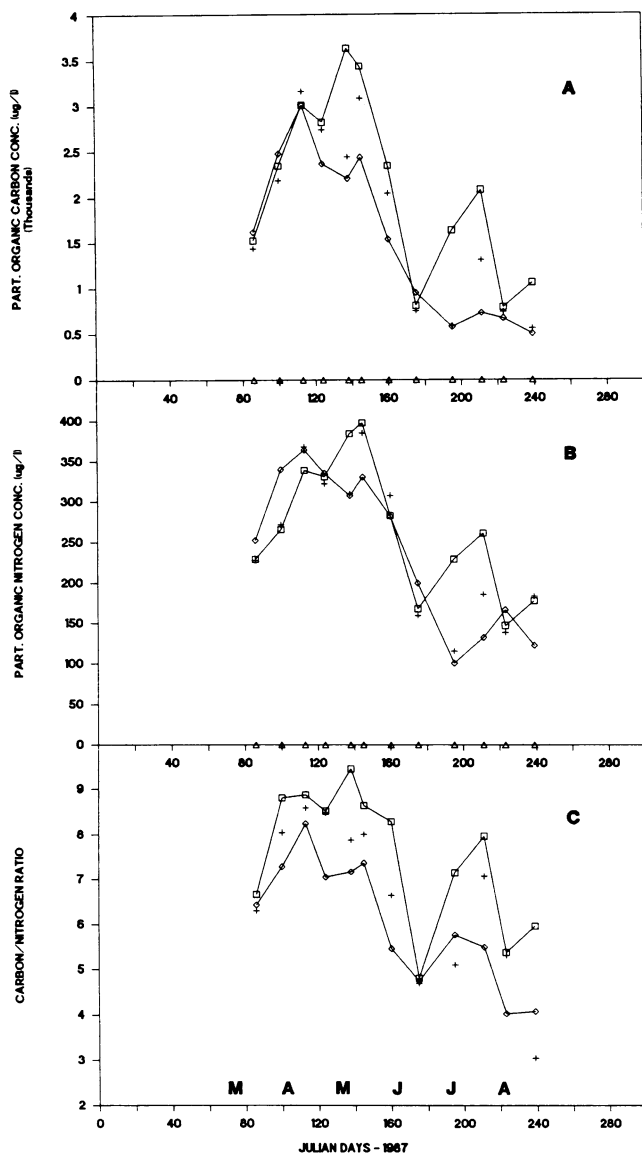 4
3.5
3
2.5
2
1.5
1
0.5
0
PART. ORGANIC CARBON CONC. (ug/l)
(Thousands)
A
40 80 120 160 200 240 280
400
350
300
250
200
150
100
50
0
PART. ORGANIC NITROGEN CONC. (ug/l)
B
40 80 120 160 200 240 280
9
8
7
6
5
4
3
2
CARBON/NITROGEN RATIO
C
M A M J J A
0 40 80 120 160 200 240 280
JULIAN DAYS - 1987